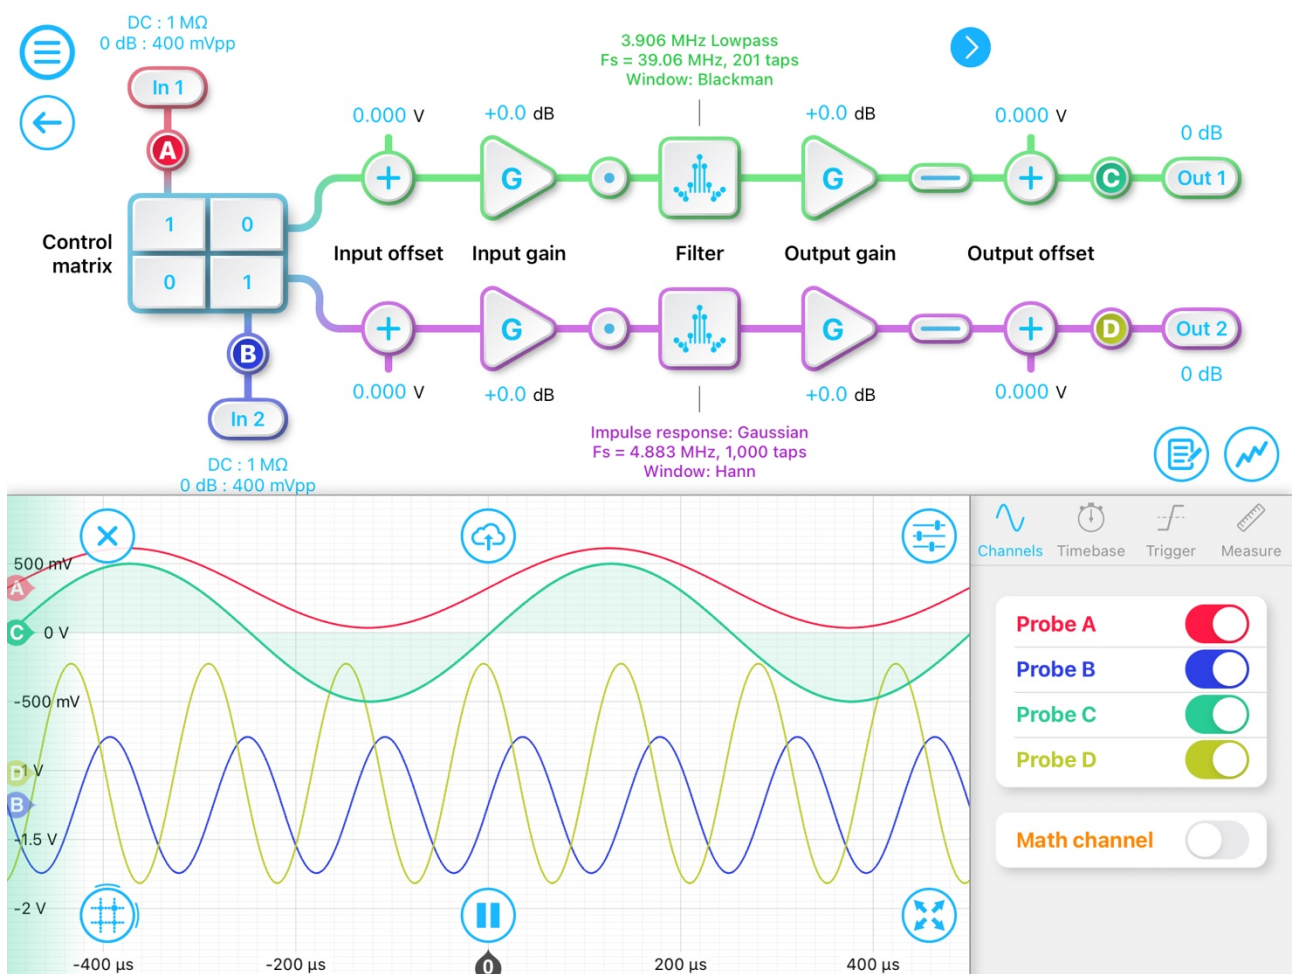 DC : 1 MΩ
0 dB : 400 mVpp
In 1
A
3.906 MHz Lowpass
Fs = 39.06 MHz, 201 taps
Window: Blackman
0.000 V
+0.0 dB
+0.0 dB
0.000 V
0 dB
G
G
C
Out 1
Control
matrix
1
0
0
1
Input offset
Input gain
Filter
Output gain
Output offset
B
In 2
DC : 1 MΩ
0 dB : 400 mVpp
G
G
D
Out 2
0.000 V
+0.0 dB
+0.0 dB
0.000 V
0 dB
Impulse response: Gaussian
Fs = 4.883 MHz, 1,000 taps
Window: Hann
500 mV
A
C
0 V
-500 mV
D
-1 V
B
-1.5 V
-2 V
-400 µs
-200 µs
0
200 µs
400 µs
Channels
Timebase
Trigger
Measure
Probe A
Probe B
Probe C
Probe D
Math channel